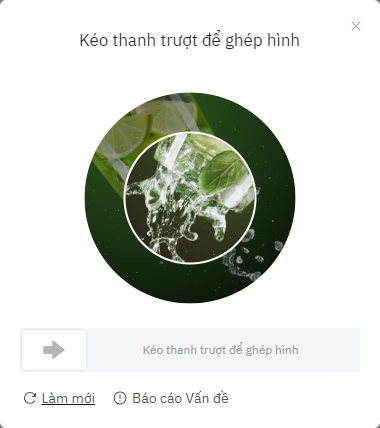 Kéo thanh trượt để ghép hình
Kéo thanh trượt để ghép hình
Làm mới
Báo cáo Vấn đề